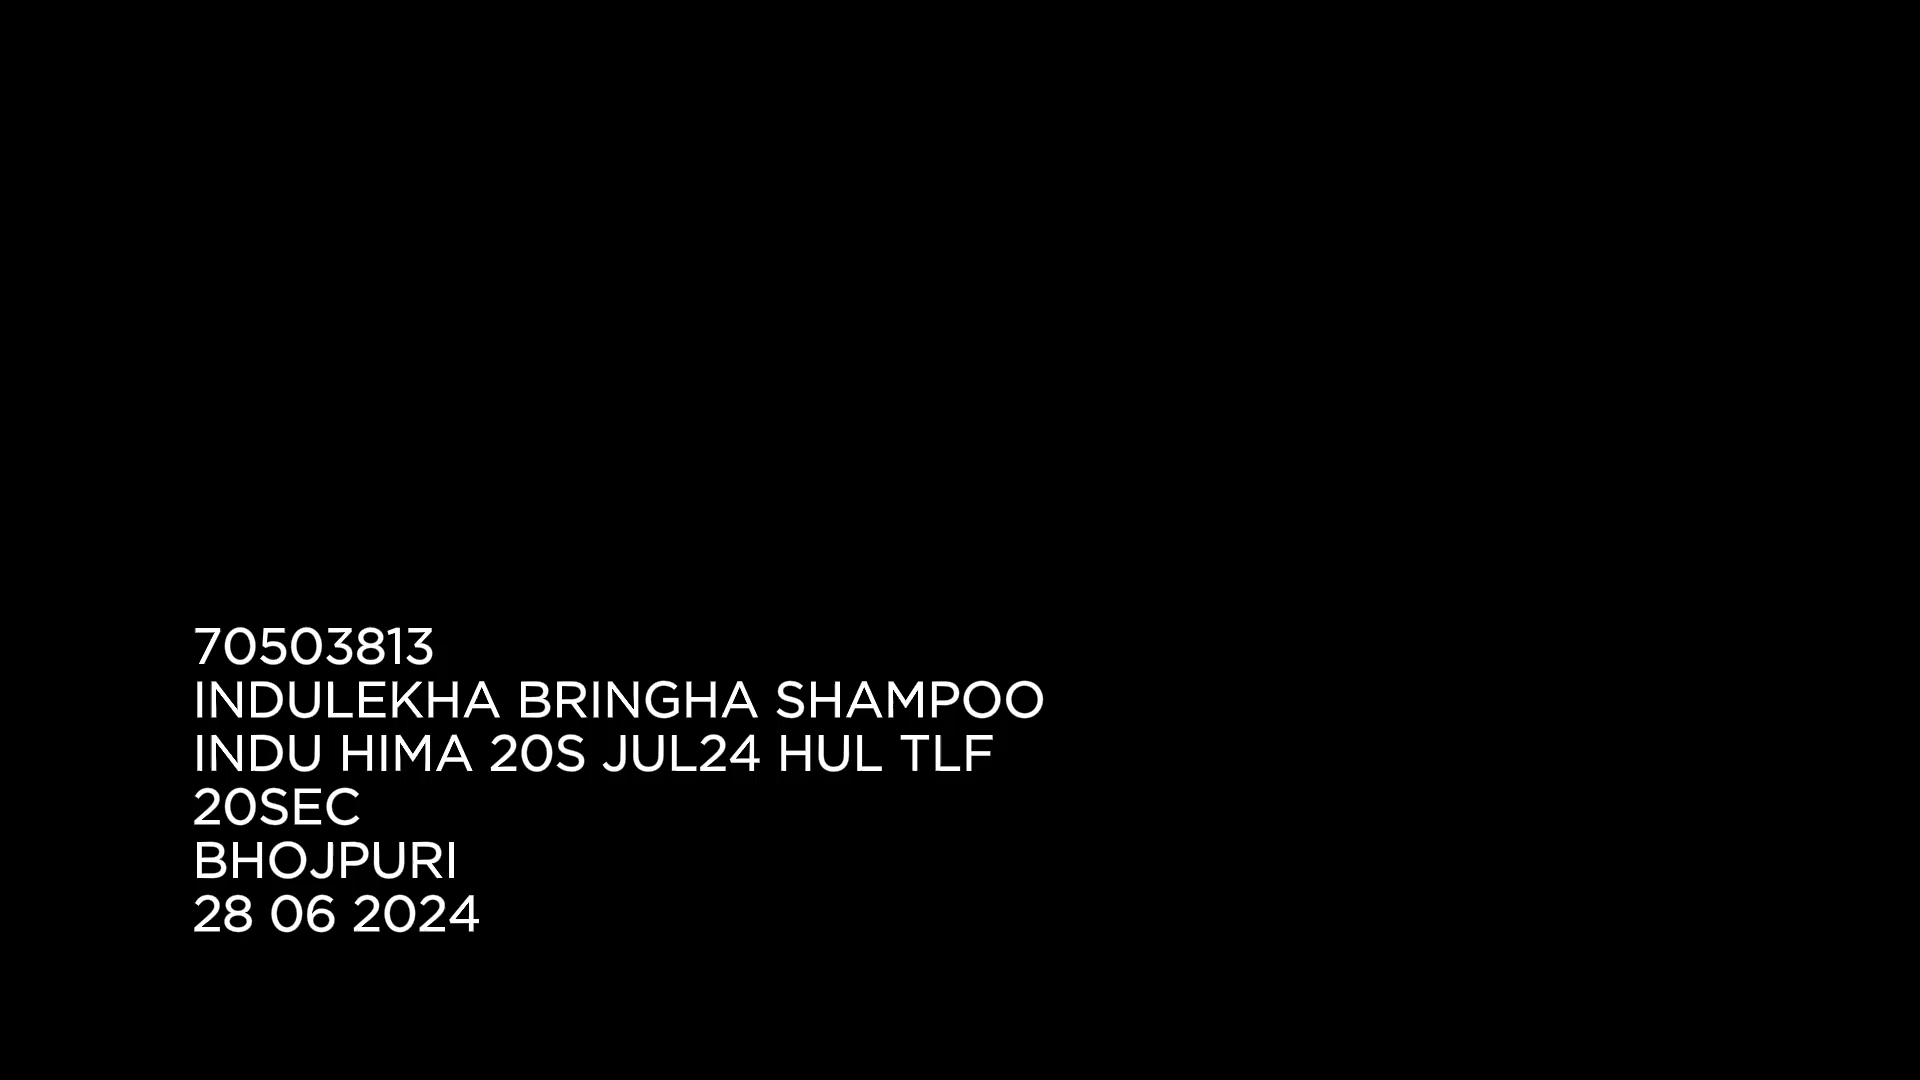 70503813
INDULEKHA BRINGHA SHAMPOO
INDU HIMA 20S JUL24 HUL TLF
20SEC
BHOJPURI
28 06 2024